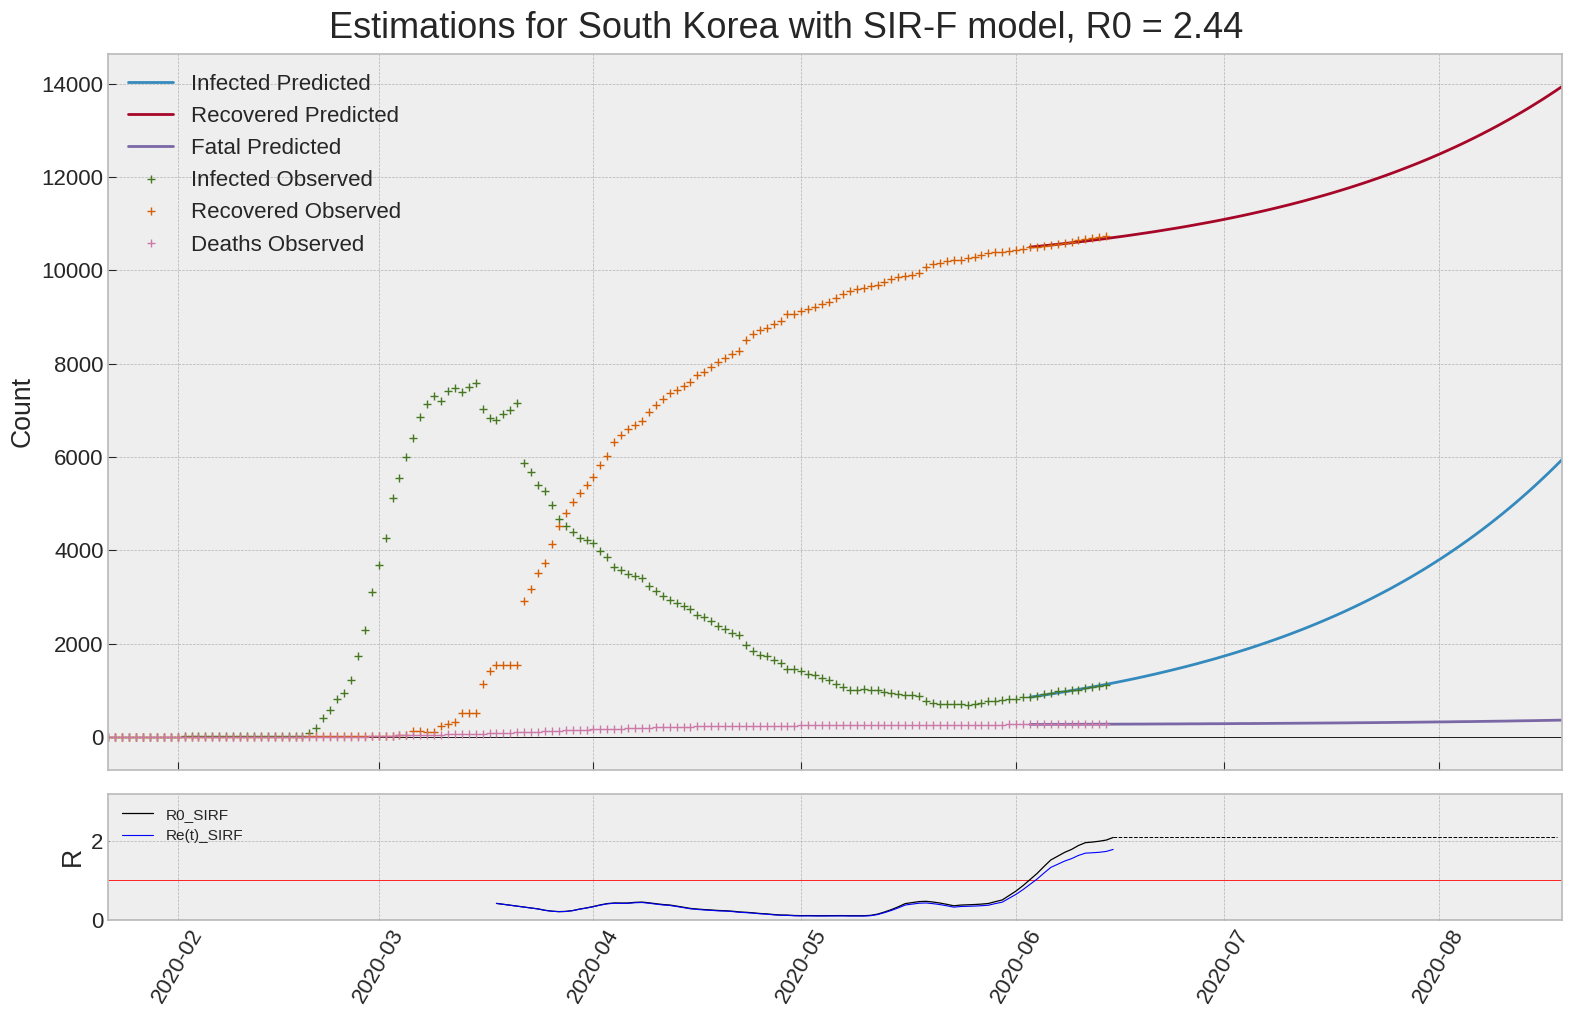 Estimations for South Korea with SIR-F model, R0 = 2.44
Count
14000
12000
10000
8000
6000
4000
2000
0
Infected Predicted
Recovered Predicted
Fatal Predicted
Infected Observed
Recovered Observed
Deaths Observed
R
2
0
R0_SIRF
Re(t)_SIRF
2020-02
2020-03
2020-04
2020-05
2020-06
2020-07
2020-08